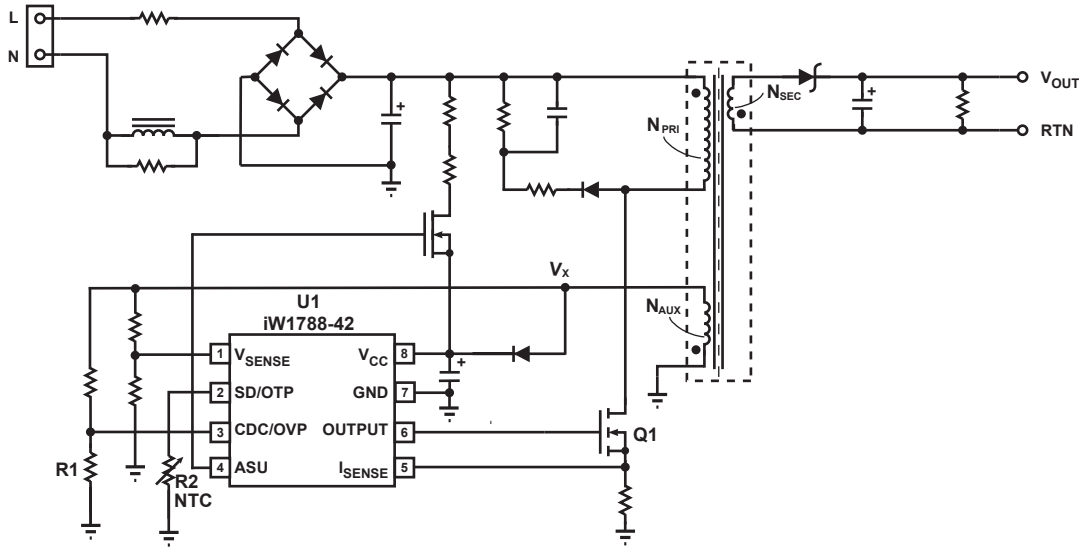 L
N
+
N_PRI
N_SEC
+
V_OUT
RTN
V_X
N_AUX
U1
iW1788-42
1 V_SENSE
V_CC 8
+
2 SD/OTP
GND 7
3 CDC/OVP
OUTPUT 6
Q1
4 ASU
I_SENSE 5
R1
R2
NTC